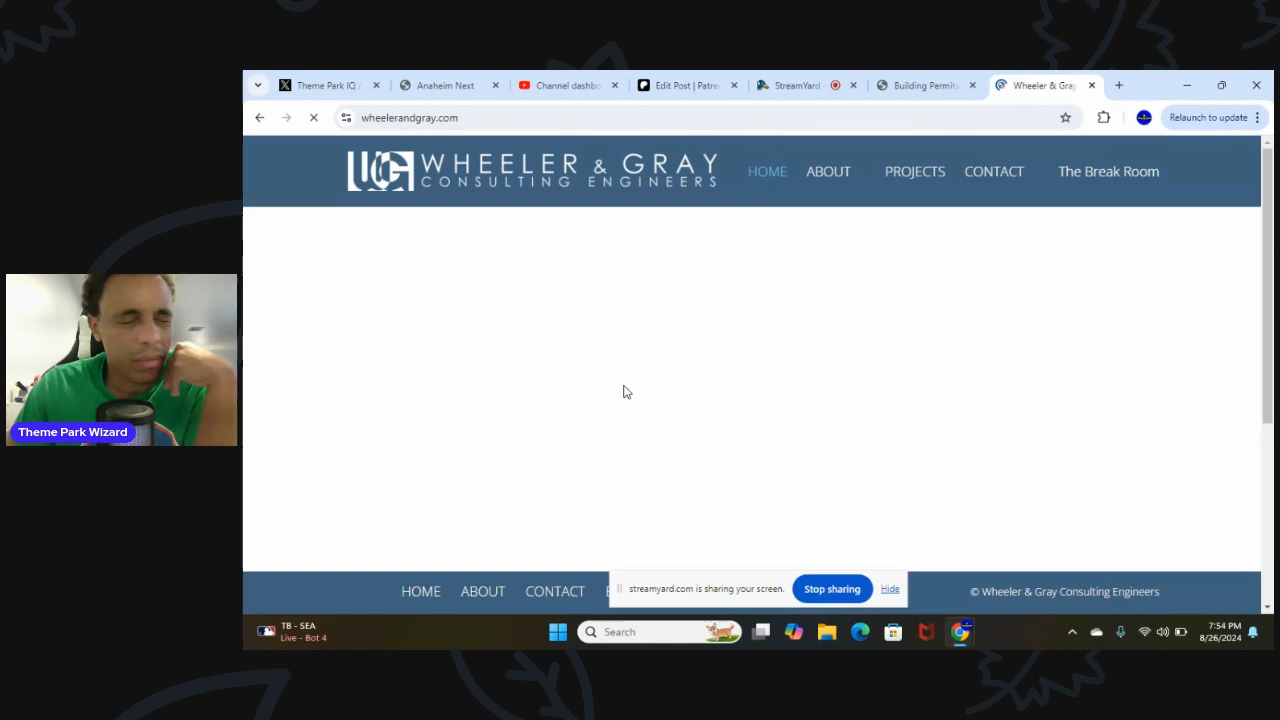 Theme Park IQ /
Anaheim Next
Channel dashbo
Edit Post | Patre
StreamYard
Building Permits
Wheeler & Gray
wheelerandgray.com
Relaunch to update
WHEELER & GRAY
CONSULTING ENGINEERS
HOME
ABOUT
PROJECTS
CONTACT
The Break Room
Theme Park Wizard
HOME
ABOUT
CONTACT
streamyard.com is sharing your screen.
Stop sharing
Hide
© Wheeler & Gray Consulting Engineers
TB - SEA
Live - Bot 4
Search
7:54 PM
8/26/2024